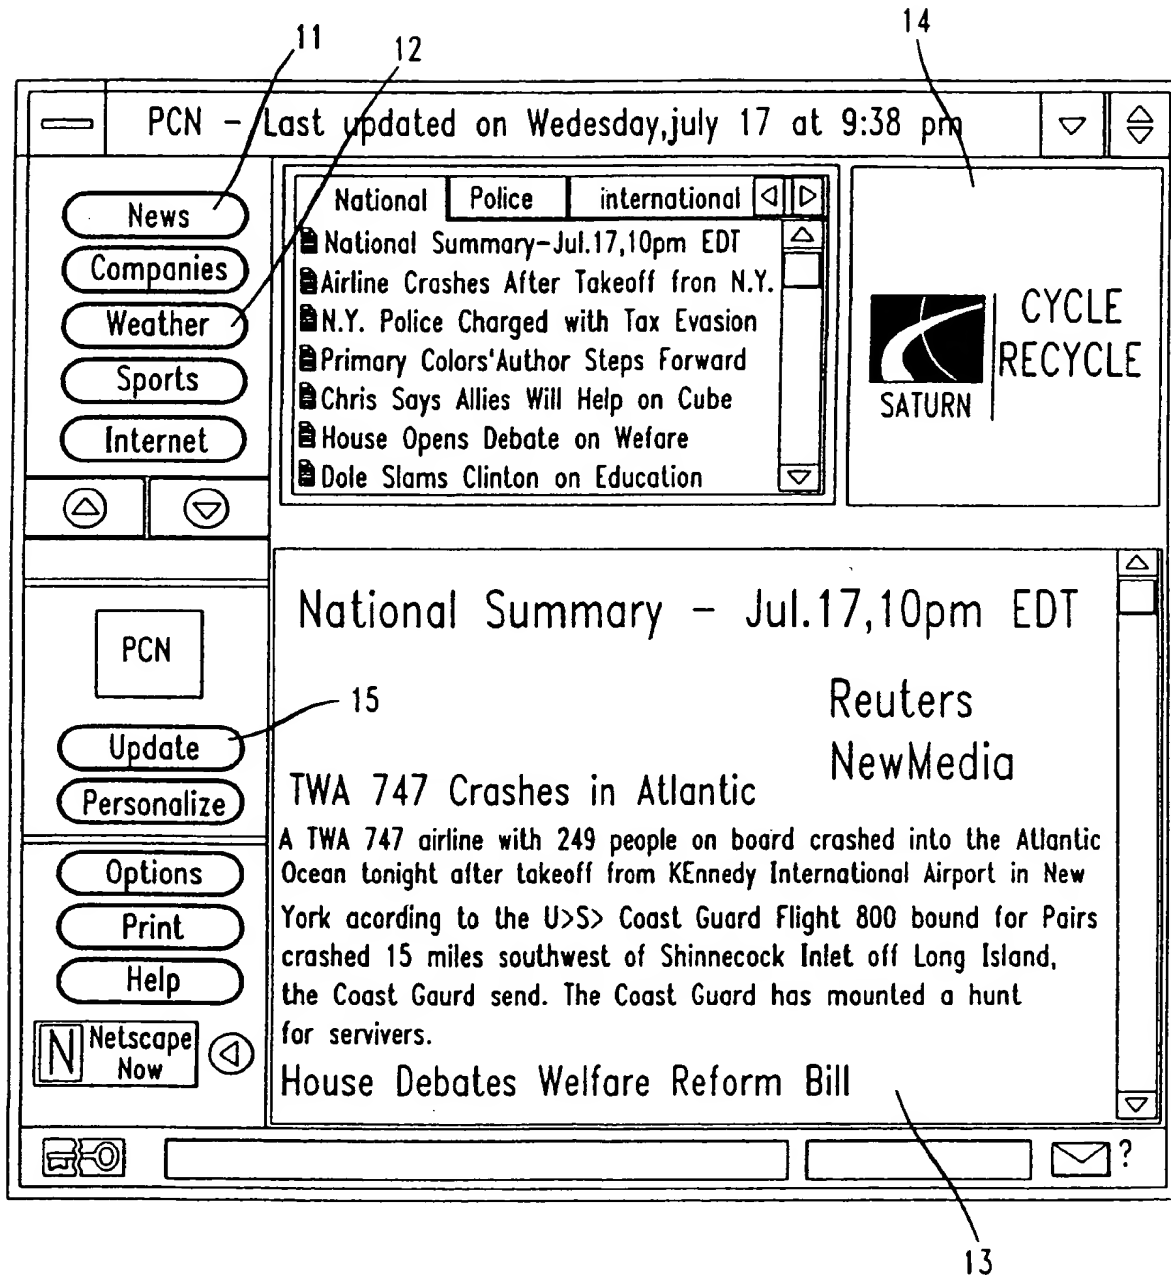 11
12
14
PCN - Last updated on Wedesday,july 17 at 9:38 pm
News
Companies
Weather
Sports
Internet
National Police international
National Summary-Jul.17,10pm EDT
Airline Crashes After Takeoff fron N.Y.
N.Y. Police Charged with Tax Evasion
Primary Colors'Author Steps Forward
Chris Says Allies Will Help on Cube
House Opens Debate on Wefare
Dole Slams Clinton on Education
SATURN
CYCLE
RECYCLE
PCN
15
Update
Personalize
Options
Print
Help
N Netscape
Now
National Summary - Jul.17,10pm EDT
Reuters
NewMedia
TWA 747 Crashes in Atlantic
A TWA 747 airline with 249 people on board crashed into the Atlantic
Ocean tonight after takeoff from KEnnedy International Airport in New
York acording to the U>S> Coast Guard Flight 800 bound for Pairs
crashed 15 miles southwest of Shinnecock Inlet off Long Island,
the Coast Gaurd send. The Coast Guard has mounted a hunt
for servivers.
House Debates Welfare Reform Bill
?
13